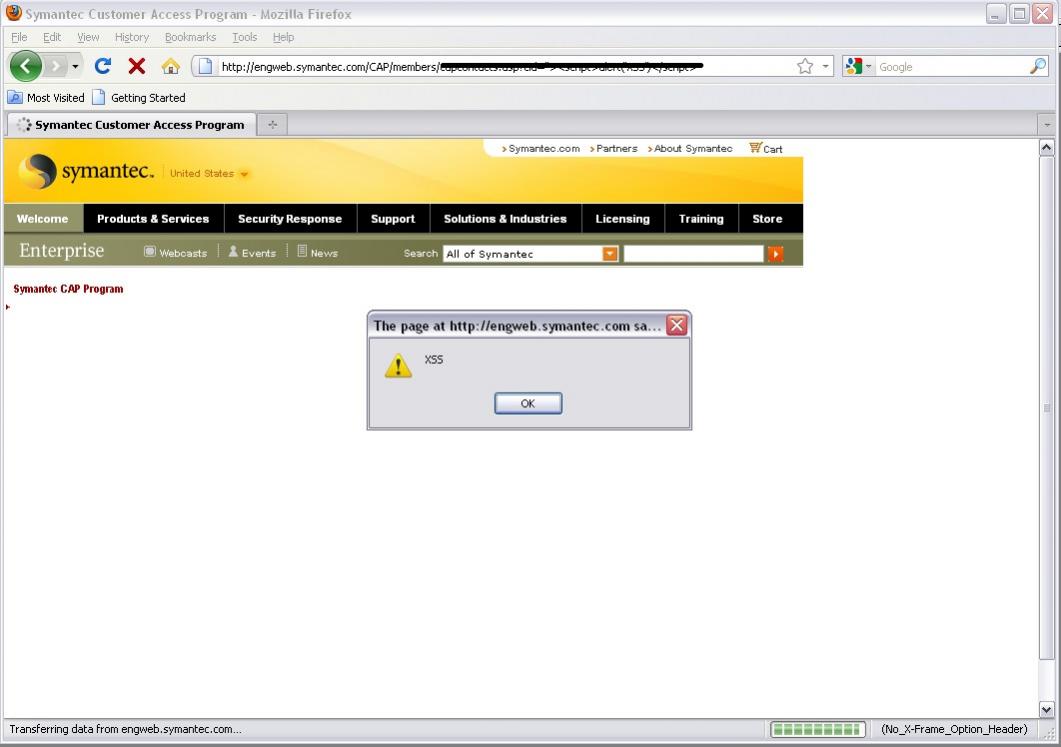 Symantec Customer Access Program - Mozilla Firefox
File Edit View History Bookmarks Tools Help
http://engweb.symantec.com/CAP/members/
Google
Most Visited Getting Started
Symantec Customer Access Program
>Symantec.com >Partners >About Symantec Cart
symantec. United States
Welcome Products & Services Security Response Support Solutions & Industries Licensing Training Store
Enterprise Webcasts Events News Search All of Symantec
Symantec CAP Program
The page at http://engweb.symantec.com sa...
XSS
OK
Transferring data from engweb.symantec.com... (No_X-Frame_Option_Header)